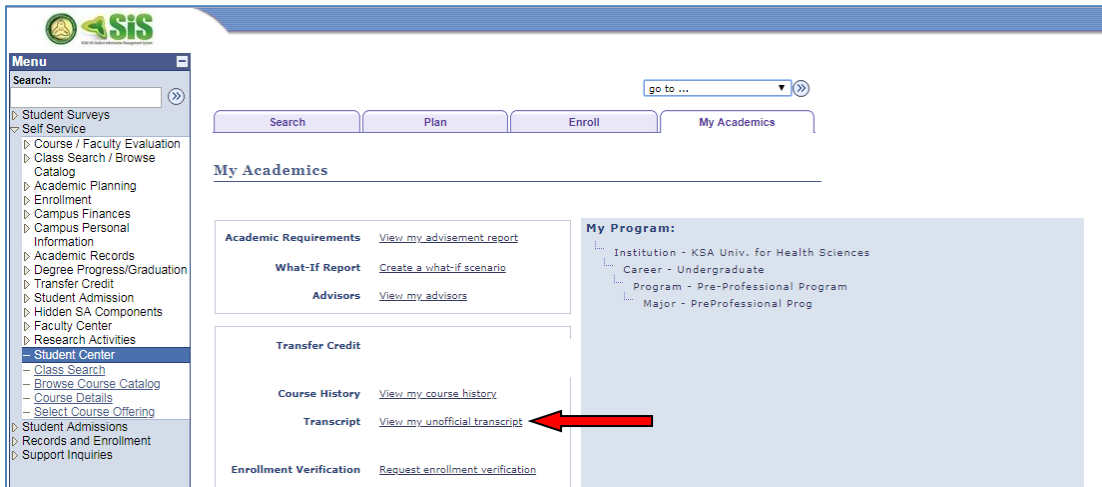 SiS
Menu
Search:
Student Surveys
Self Service
Course / Faculty Evaluation
Class Search / Browse
Catalog
Academic Planning
Enrollment
Campus Finances
Campus Personal
Information
Academic Records
Degree Progress/Graduation
Transfer Credit
Student Admission
Hidden SA Components
Faculty Center
Research Activities
Student Center
Class Search
Browse Course Catalog
Course Details
Select Course Offering
Student Admissions
Records and Enrollment
Support Inquiries
go to ...
Search Plan Enroll My Academics
My Academics
Academic Requirements View my advisement report
What-If Report Create a what-if scenario
Advisors View my advisors
Transfer Credit
Course History View my course history
Transcript View my unofficial transcript
Enrollment Verification Request enrollment verification
My Program:
Institution - KSA Univ. for Health Sciences
Career - Undergraduate
Program - Pre-Professional Program
Major - PreProfessional Prog